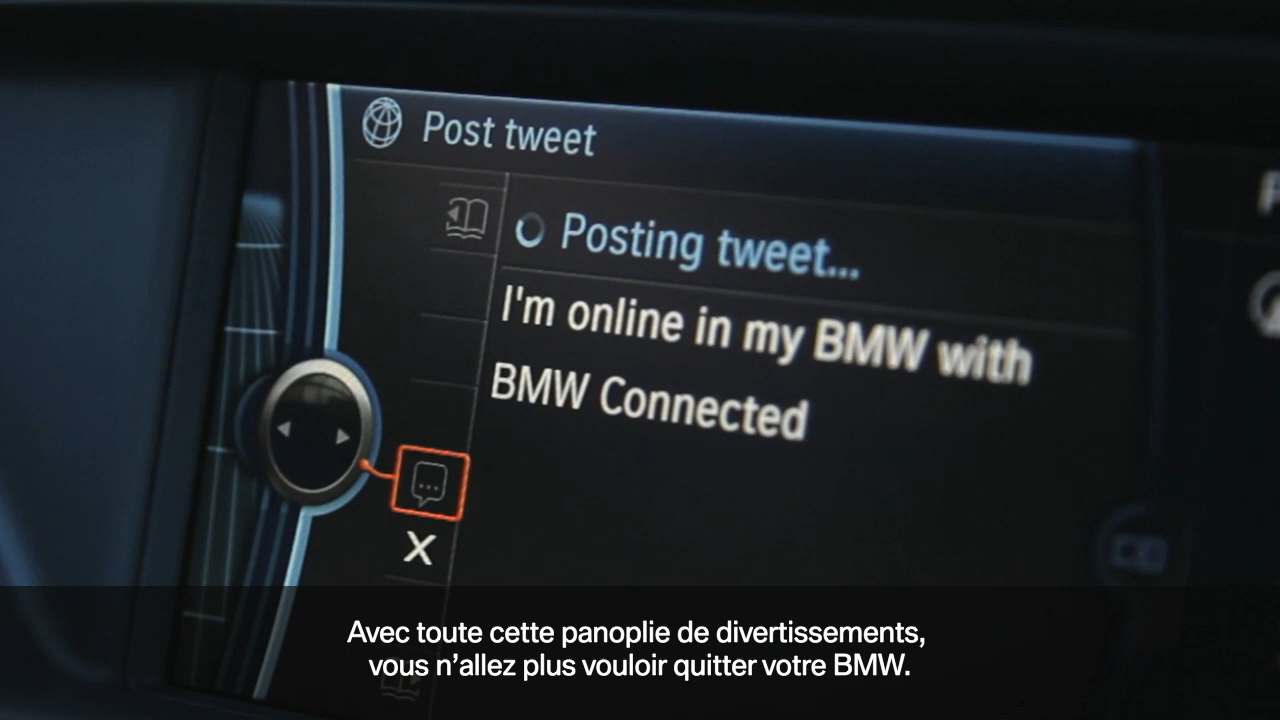 Post tweet
Posting tweet...
I'm online in my BMW with
BMW Connected
X
Avec toute cette panoplie de divertissements,
vous n’allez plus vouloir quitter votre BMW.